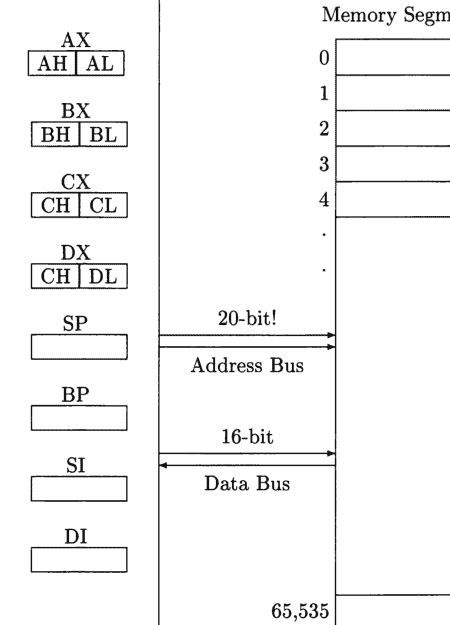 Memory Segm
AX
AH AL
0
1
BX
BH BL
2
3
CX
CH CL
4
.
DX
CH DL
.
SP
20-bit!
Address Bus
BP
16-bit
SI
Data Bus
DI
65,535